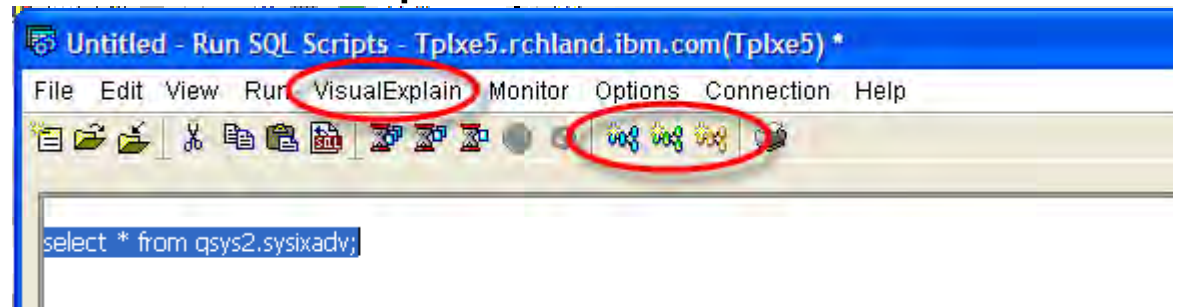 Untitled - Run SQL Scripts - Tplxe5.rchland.ibm.com(Tplxe5) *
File Edit View Run VisualExplain Monitor Options Connection Help
select * from qsys2.sysixadv;